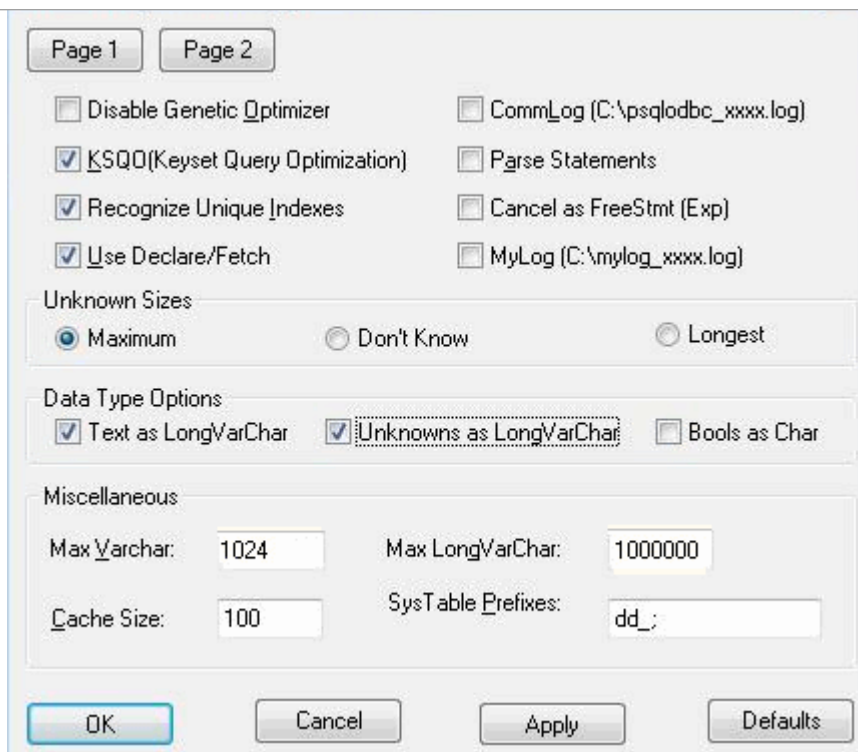 Page 1 Page 2
Disable Genetic Optimizer CommLog (C:\psqlodbc_xxxx.log)
KSQO(Keyset Query Optimization) Parse Statements
Recognize Unique Indexes Cancel as FreeStmt (Exp)
Use Declare/Fetch MyLog (C:\mylog_xxxx.log)
Unknown Sizes
Maximum Don't Know Longest
Data Type Options
Text as LongVarChar Unknowns as LongVarChar Bools as Char
Miscellaneous
Max Varchar: 1024 Max LongVarChar: 1000000
Cache Size: 100 SysTable Prefixes: dd_;
OK Cancel Apply Defaults